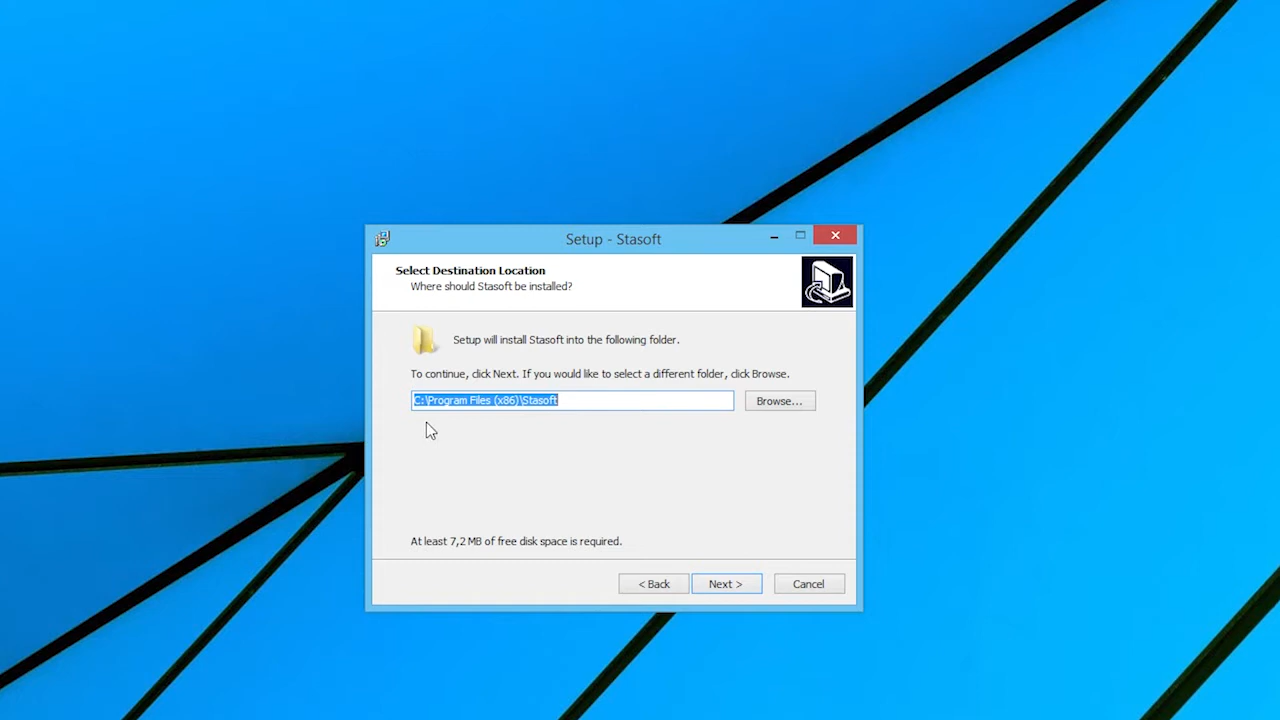 Setup - Stasoft
Select Destination Location
Where should Stasoft be installed?
Setup will install Stasoft into the following folder.
To continue, click Next. If you would like to select a different folder, click Browse.
C:\Program Files (x86)\Stasoft
Browse...
At least 7,2 MB of free disk space is required.
< Back
Next >
Cancel